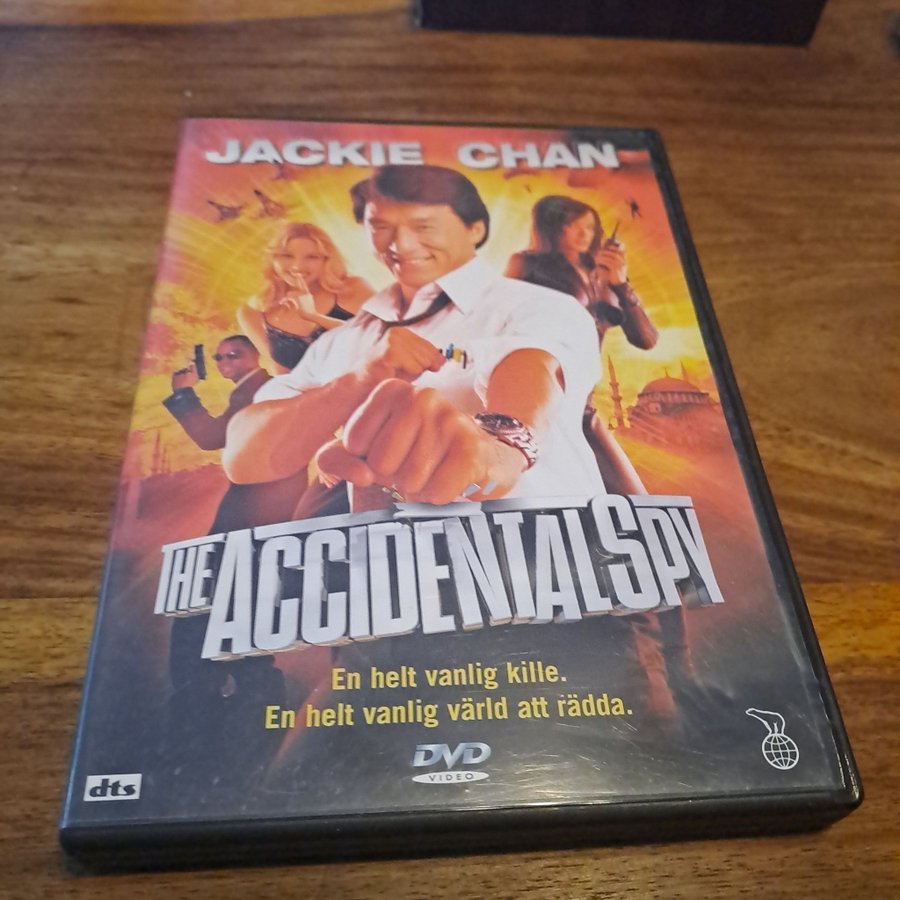 JACKIE CHAN
THE ACCIDENTAL SPY
En helt vanlig kille.
En helt vanlig värld att rädda.
DVD
VIDEO
dts